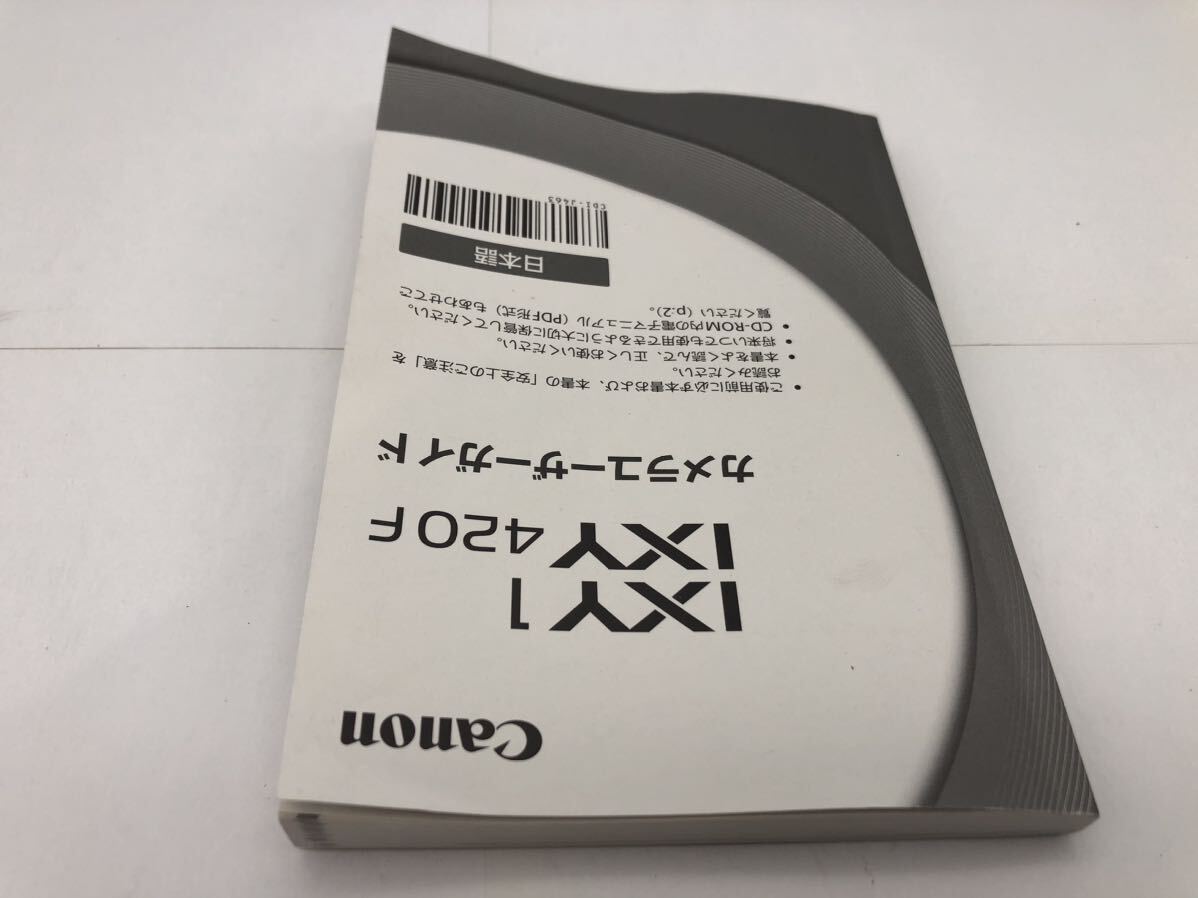 Canon
IXY 1
IXY 420F
カメラユーザーガイド
• ご使用前に必ず本書および、本書の「安全上のご注意」を
お読みください。
• 本書をよく読んで、正しくお使いください。
• 将来いつでも使用できるように大切に保管してください。
• CD-ROM内の電子マニュアル（PDF形式）もあわせてご
覧ください（p.2）。
日本語
CDI-J463